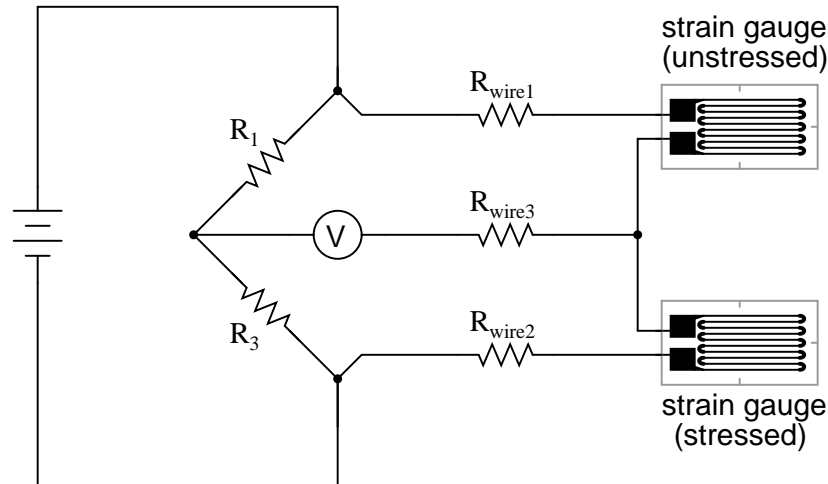 strain gauge
(unstressed)
Rwire1
R1
Rwire3
V
Rwire2
R3
strain gauge
(stressed)